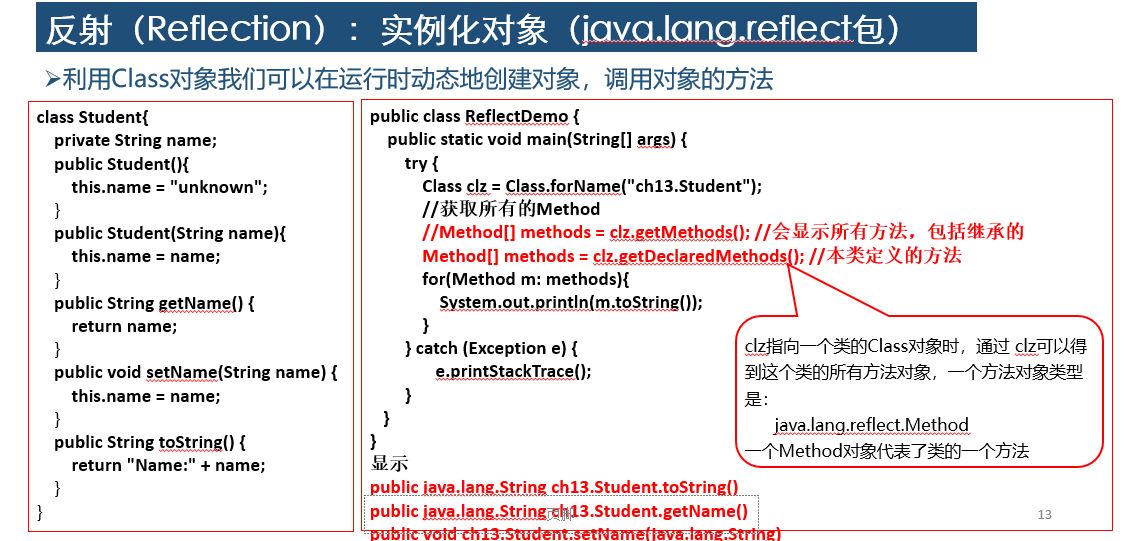 反射（Reflection）：实例化对象（java.lang.reflect包）
➢利用Class对象我们可以在运行时动态地创建对象，调用对象的方法
class Student{
private String name;
public Student(){
this.name = "unknown";
}
public Student(String name){
this.name = name;
}
public String getName() {
return name;
}
public void setName(String name) {
this.name = name;
}
public String toString() {
return "Name:" + name;
}
}
public class ReflectDemo {
public static void main(String[] args) {
try {
Class clz = Class.forName("ch13.Student");
//获取所有的Method
//Method[] methods = clz.getMethods(); //会显示所有方法，包括继承的
Method[] methods = clz.getDeclaredMethods(); //本类定义的方法
for(Method m: methods){
System.out.println(m.toString());
}
} catch (Exception e) {
e.printStackTrace();
}
}
}
显示
public java.lang.String ch13.Student.toString()
public java.lang.String ch13.Student.getName()
public void ch13.Student.setName(java.lang.String)
clz指向一个类的Class对象时，通过 clz可以得
到这个类的所有方法对象，一个方法对象类型
是：
java.lang.reflect.Method
一个Method对象代表了类的一个方法
页脚
13